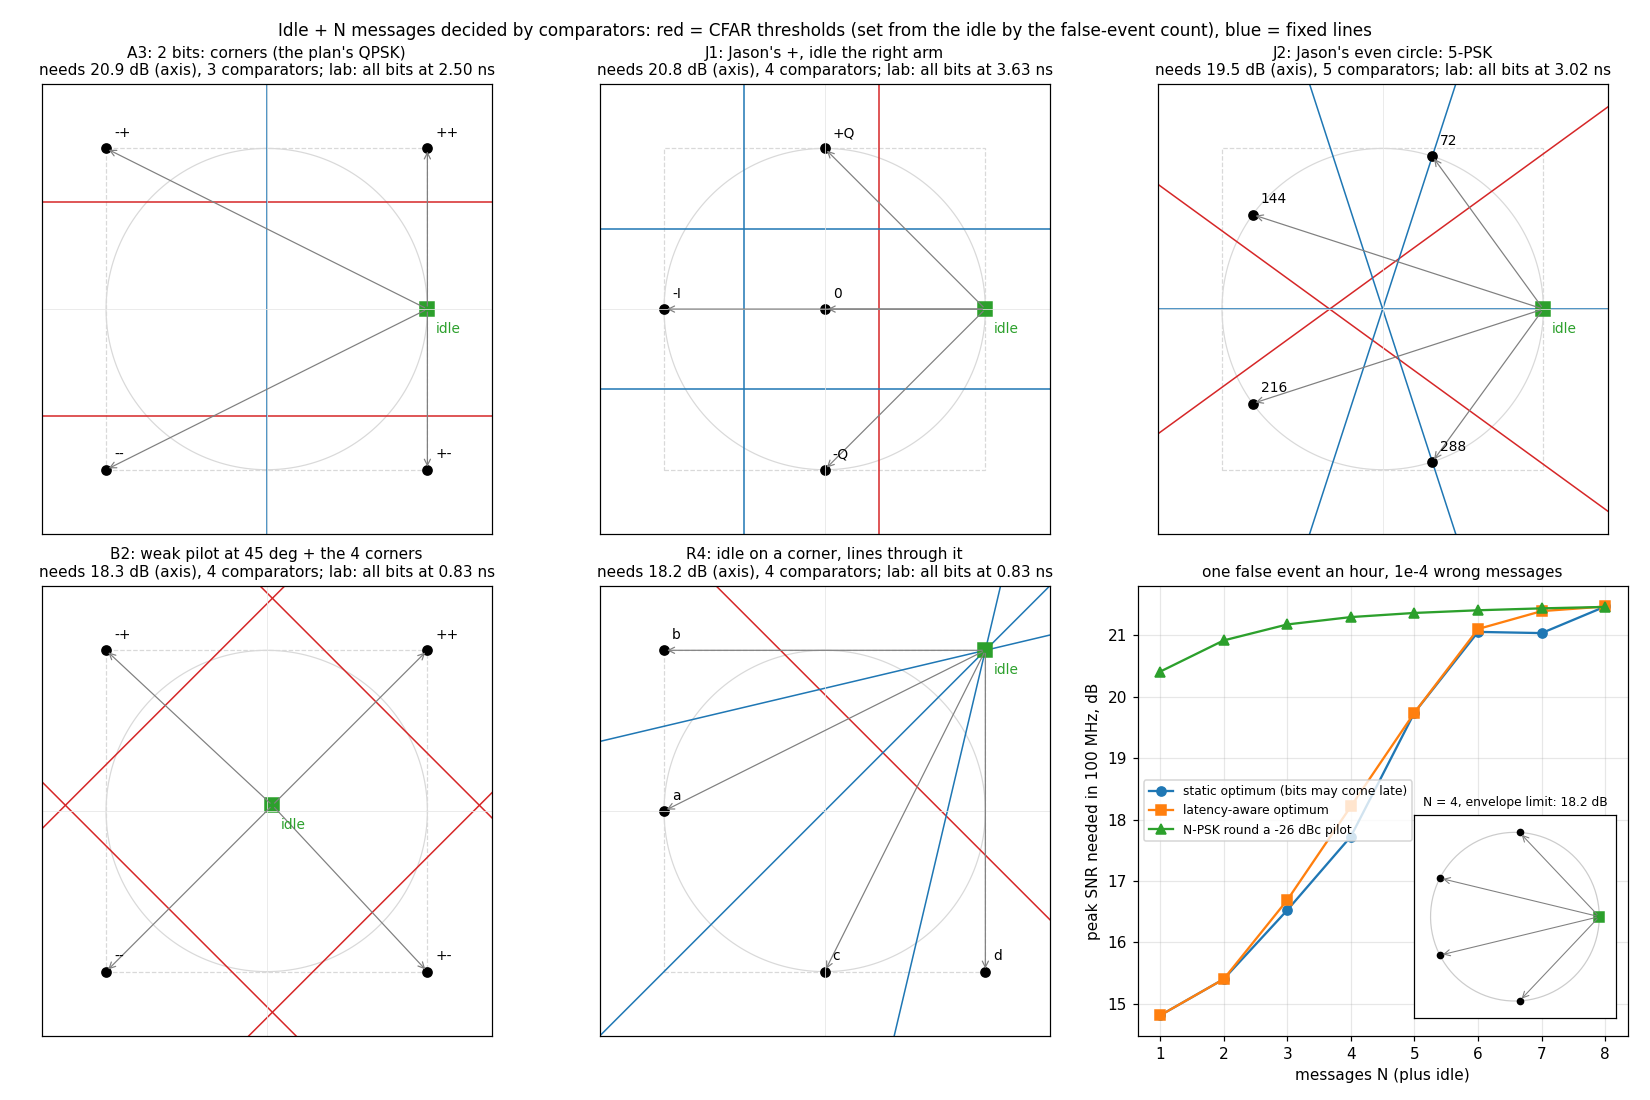 Idle + N messages decided by comparators: red = CFAR thresholds (set from the idle by the false-event count), blue = fixed lines
A3: 2 bits: corners (the plan's QPSK)
needs 20.9 dB (axis), 3 comparators; lab: all bits at 2.50 ns
-+
++
idle
--
+-
J1: Jason's +, idle the right arm
needs 20.8 dB (axis), 4 comparators; lab: all bits at 3.63 ns
+Q
-I
0
idle
-Q
J2: Jason's even circle: 5-PSK
needs 19.5 dB (axis), 5 comparators; lab: all bits at 3.02 ns
72
144
idle
216
288
B2: weak pilot at 45 deg + the 4 corners
needs 18.3 dB (axis), 4 comparators; lab: all bits at 0.83 ns
-+
++
idle
--
+-
R4: idle on a corner, lines through it
needs 18.2 dB (axis), 4 comparators; lab: all bits at 0.83 ns
b
idle
a
c
d
one false event an hour, 1e-4 wrong messages
peak SNR needed in 100 MHz, dB
21
20
19
18
17
16
15
static optimum (bits may come late)
latency-aware optimum
N-PSK round a -26 dBc pilot
N = 4, envelope limit: 18.2 dB
1 2 3 4 5 6 7 8
messages N (plus idle)